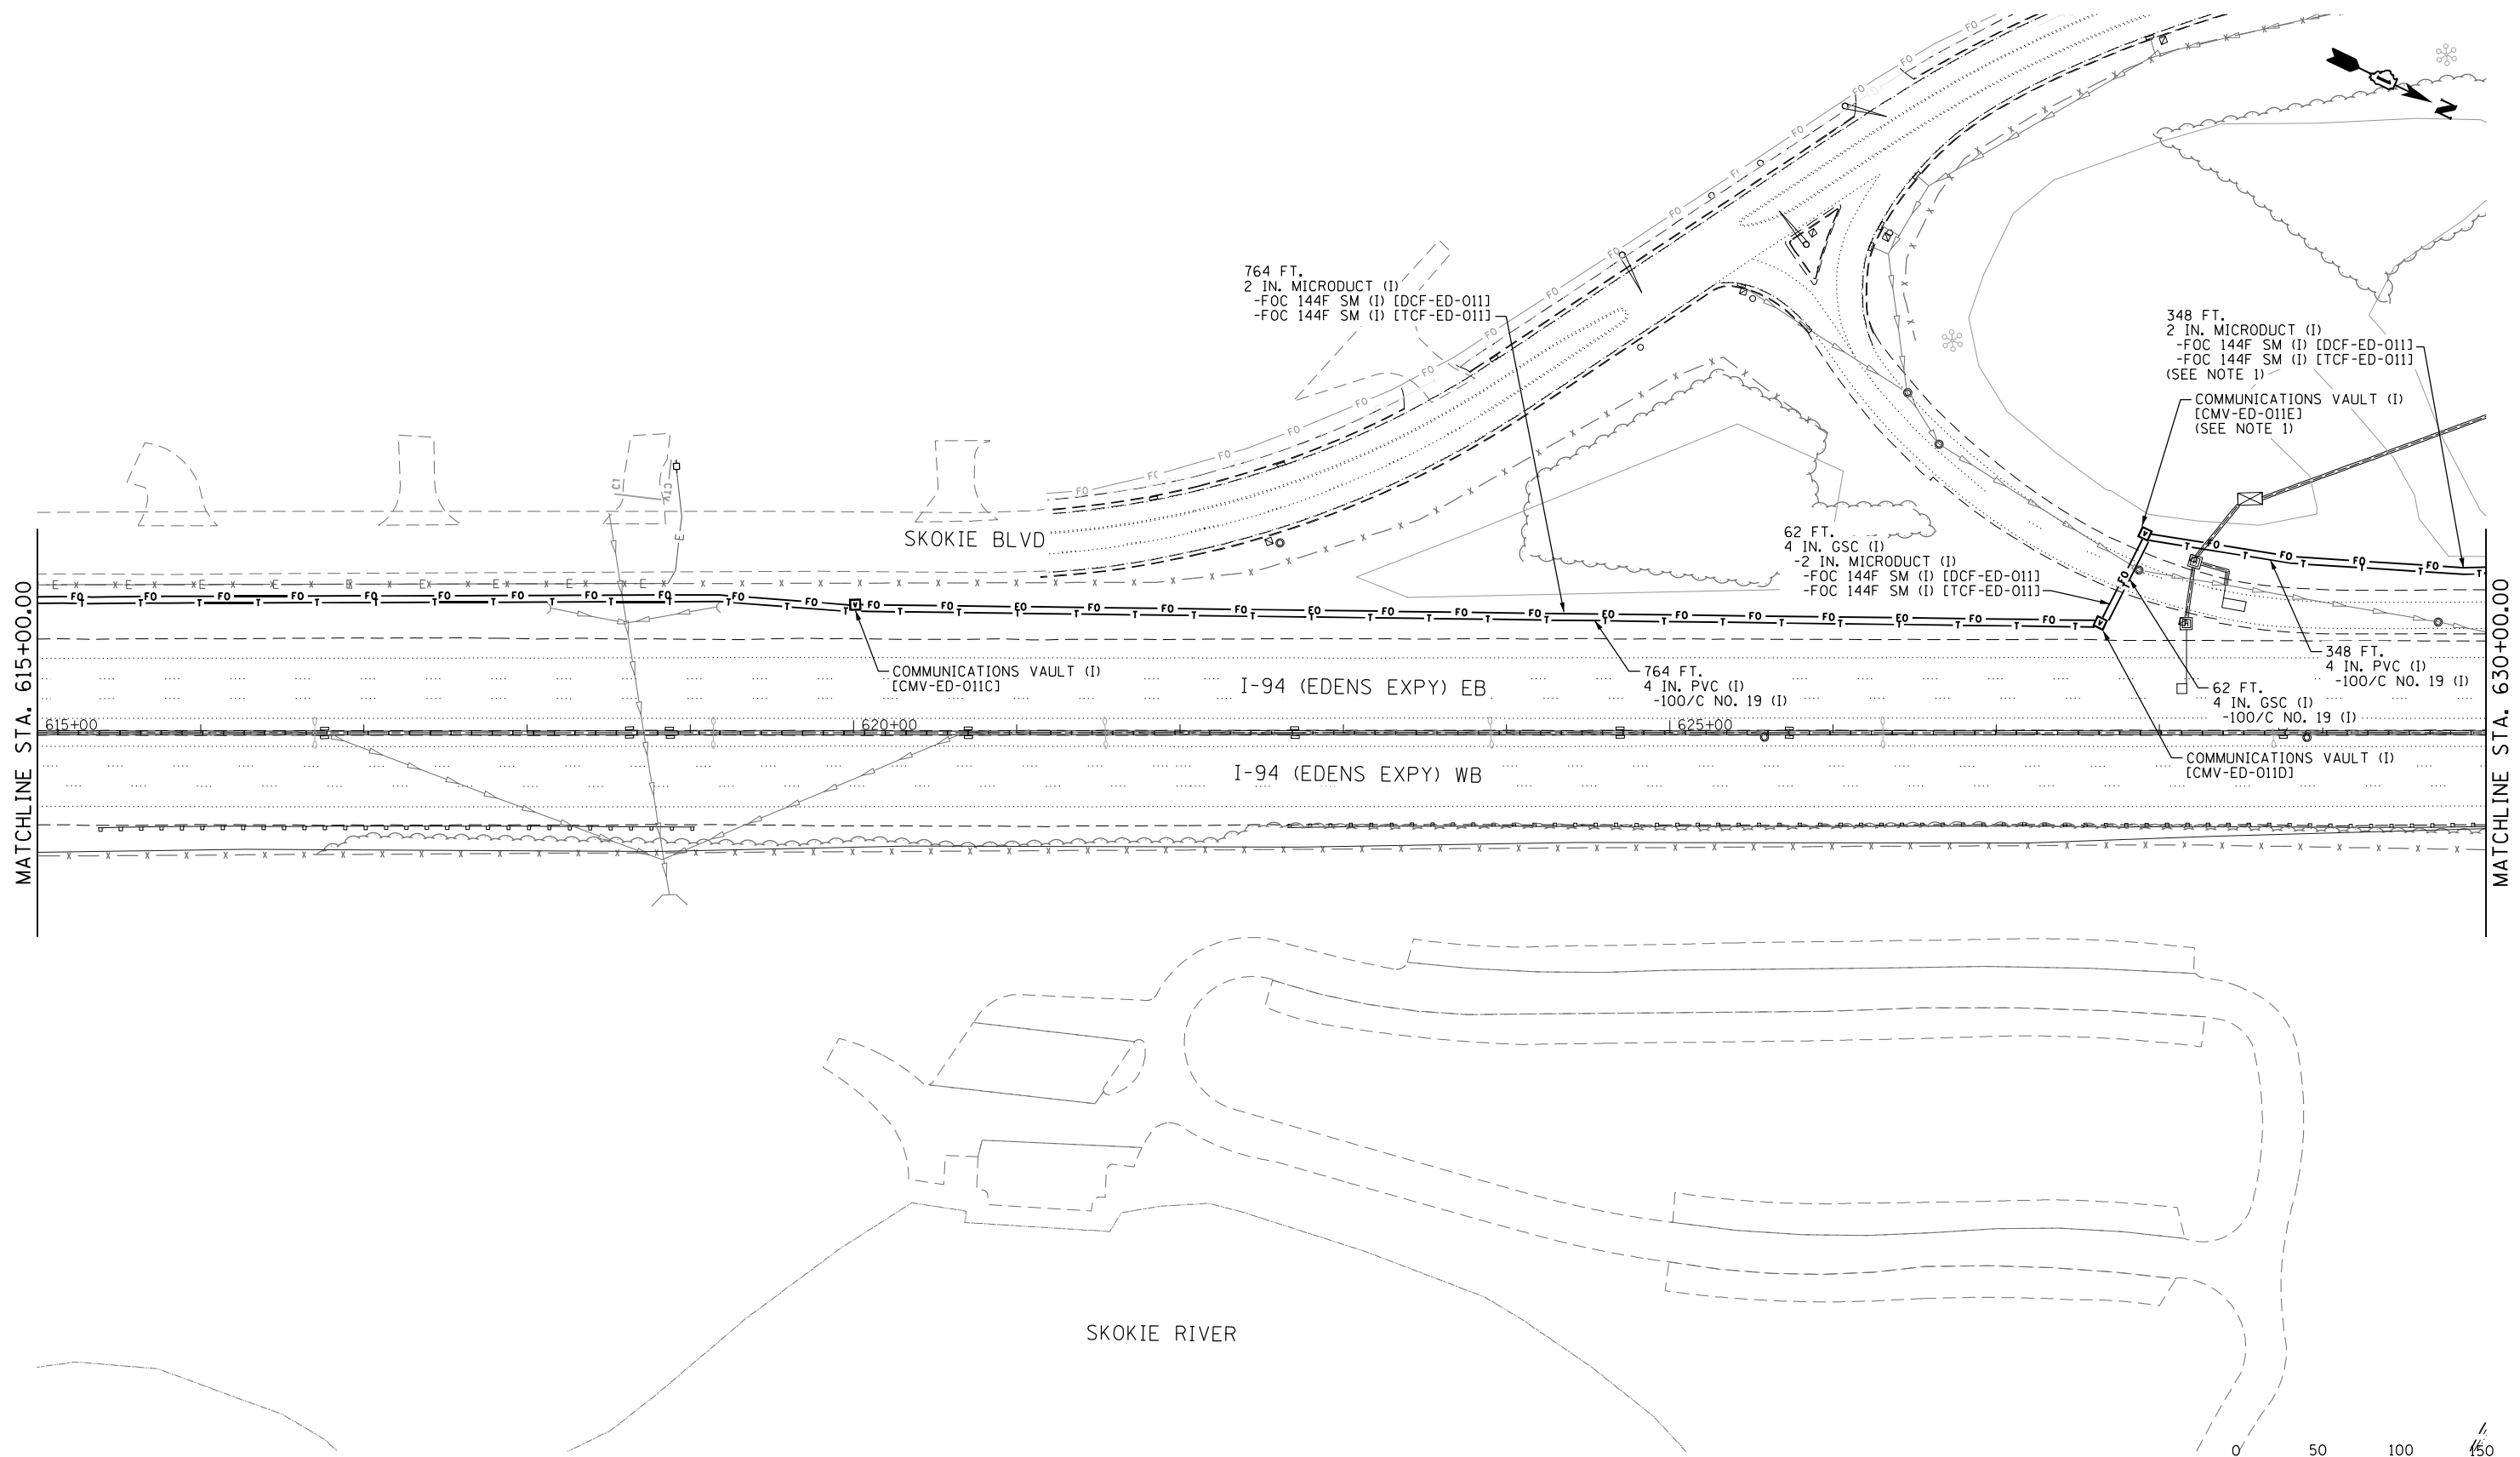 N
764 FT.
2 IN. MICRODUCT (I)
-FOC 144F SM (I) [DCF-ED-011]
-FOC 144F SM (I) [TCF-ED-011]
348 FT.
2 IN. MICRODUCT (I)
-FOC 144F SM (I) [DCF-ED-011]
-FOC 144F SM (I) [TCF-ED-011]
(SEE NOTE 1)
COMMUNICATIONS VAULT (I)
[CMV-ED-011E]
(SEE NOTE 1)
SKOKIE BLVD
62 FT.
4 IN. GSC (I)
-2 IN. MICRODUCT (I)
-FOC 144F SM (I) [DCF-ED-011]
-FOC 144F SM (I) [TCF-ED-011]
MATCHLINE STA. 615+00.00
MATCHLINE STA. 630+00.00
COMMUNICATIONS VAULT (I)
[CMV-ED-011C]
I-94 (EDENS EXPY) EB
764 FT.
4 IN. PVC (I)
-100/C NO. 19 (I)
348 FT.
4 IN. PVC (I)
-100/C NO. 19 (I)
62 FT.
4 IN. GSC (I)
-100/C NO. 19 (I)
615+00
620+00
625+00
COMMUNICATIONS VAULT (I)
[CMV-ED-011D]
I-94 (EDENS EXPY) WB
SKOKIE RIVER
0 50 100 150